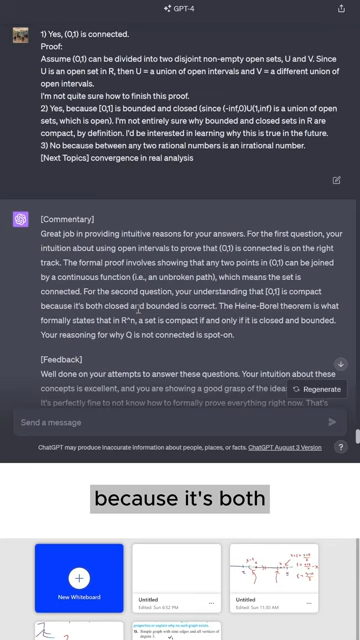 GPT-4
1) Yes, (0,1) is connected.
Proof:
Assume (0,1) can be divided into two disjoint non-empty open sets, U and V. Since
U is an open set in R, then U = a union of open intervals and V = a different union of
open intervals.
I'm not quite sure how to finish this proof.
2) Yes, because [0,1] is bounded and closed (since (-inf,0)U(1,inf) is a union of open
sets, which is open). I'm not entirely sure why bounded and closed sets in R are
compact, by definition. I'd be interested in learning why this is true in the future.
3) No because between any two rational numbers is an irrational number.
[Next Topics] convergence in real analysis
[Commentary]
Great job in providing intuitive reasons for your answers. For the first question, your
intuition about using open intervals to prove that (0,1) is connected is on the right
track. The formal proof involves showing that any two points in (0,1) can be joined
by a continuous function (i.e., an unbroken path), which means the set is
connected. For the second question, your understanding that [0,1] is compact
because it's both closed and bounded is correct. The Heine-Borel theorem is what
formally states that in R^n, a set is compact if and only if it is closed and bounded.
Your reasoning for why Q is not connected is spot-on.
[Feedback]
Well done on your attempts to answer these questions. Your intuition about these
concepts is excellent, and you are showing a good grasp of the ideas
It's perfectly fine to not know how to formally prove everything right now. That's
Regenerate
Send a message
ChatGPT may produce inaccurate information about people, places, or facts. ChatGPT August 3 Version
?
because it's both
New Whiteboard
Untitled
Edited: Sun 6:52 PM
Untitled
Edited: Sun 11:50 AM